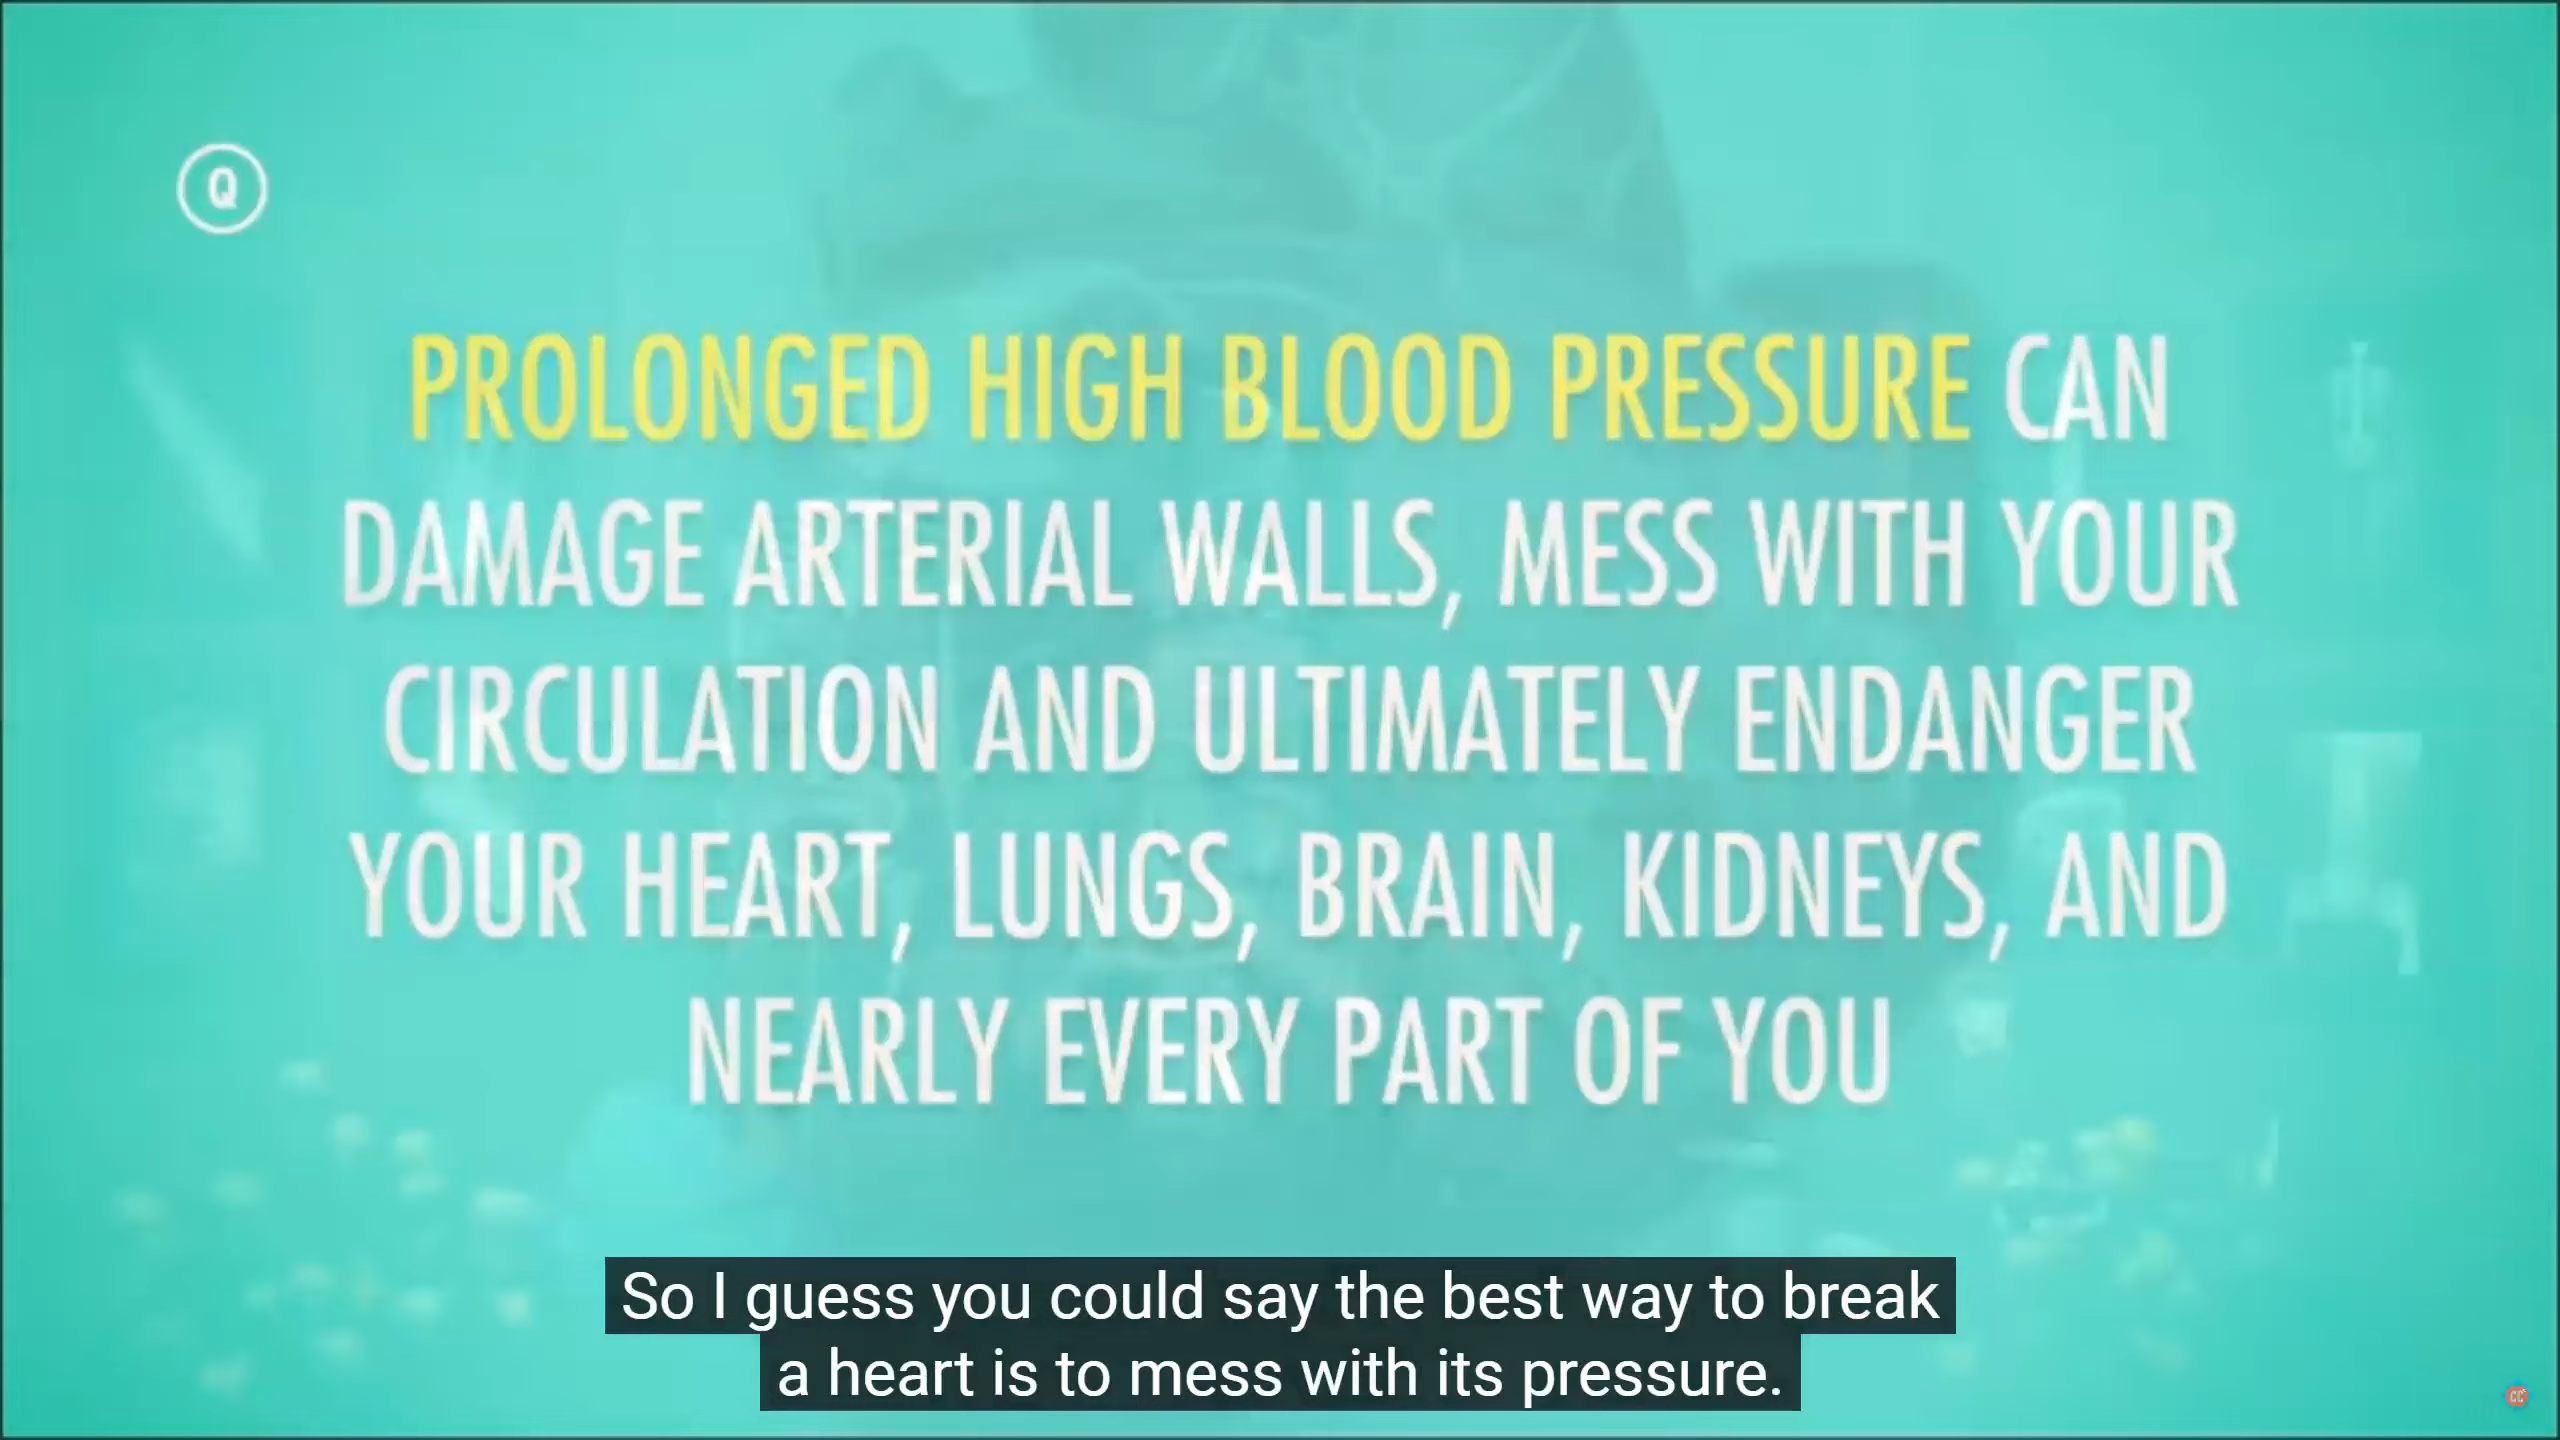 Q
PROLONGED HIGH BLOOD PRESSURE CAN
DAMAGE ARTERIAL WALLS, MESS WITH YOUR
CIRCULATION AND ULTIMATELY ENDANGER
YOUR HEART, LUNGS, BRAIN, KIDNEYS, AND
NEARLY EVERY PART OF YOU
So I guess you could say the best way to break
a heart is to mess with its pressure.
CC